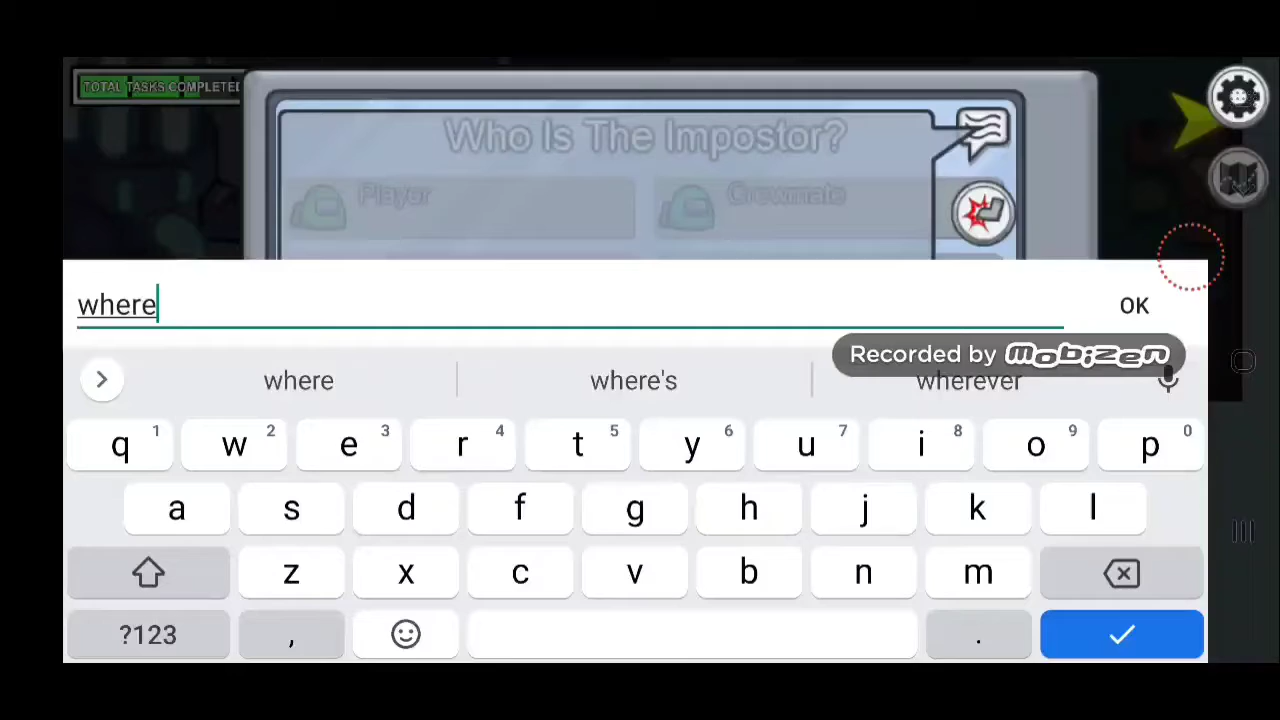 TOTAL TASKS COMPLETED
Who Is The Impostor?
Player Crewmate
where
OK
Recorded by mobizen
where where's wherever
q 1 w 2 e 3 r 4 t 5 y 6 u 7 i 8 o 9 p 0
a s d f g h j k l
z x c v b n m
?123 , .